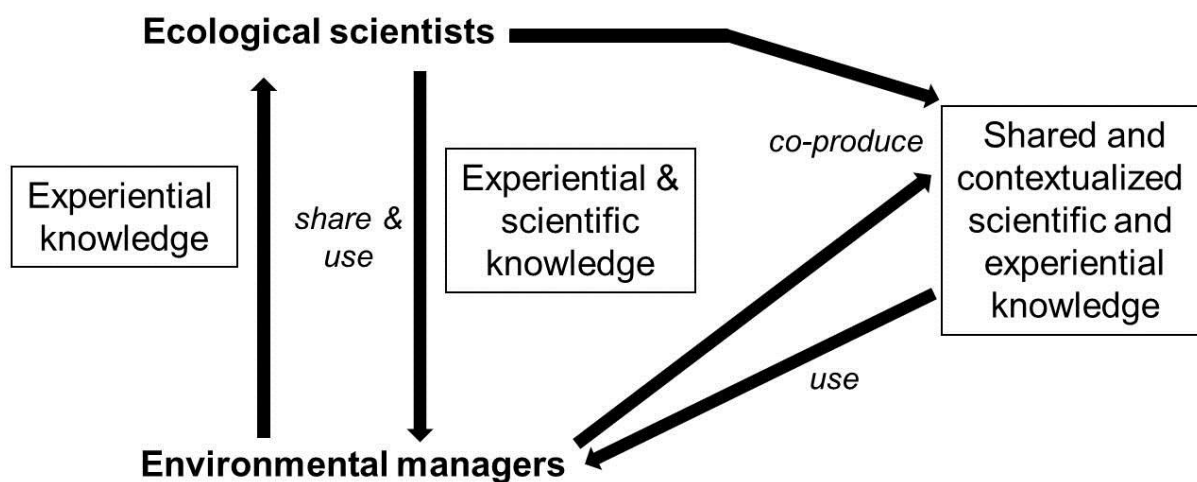 Ecological scientists
co-produce
Shared and
contextualized
scientific and
experiential
knowledge
Experiential
knowledge
share &
use
Experiential &
scientific
knowledge
use
Environmental managers